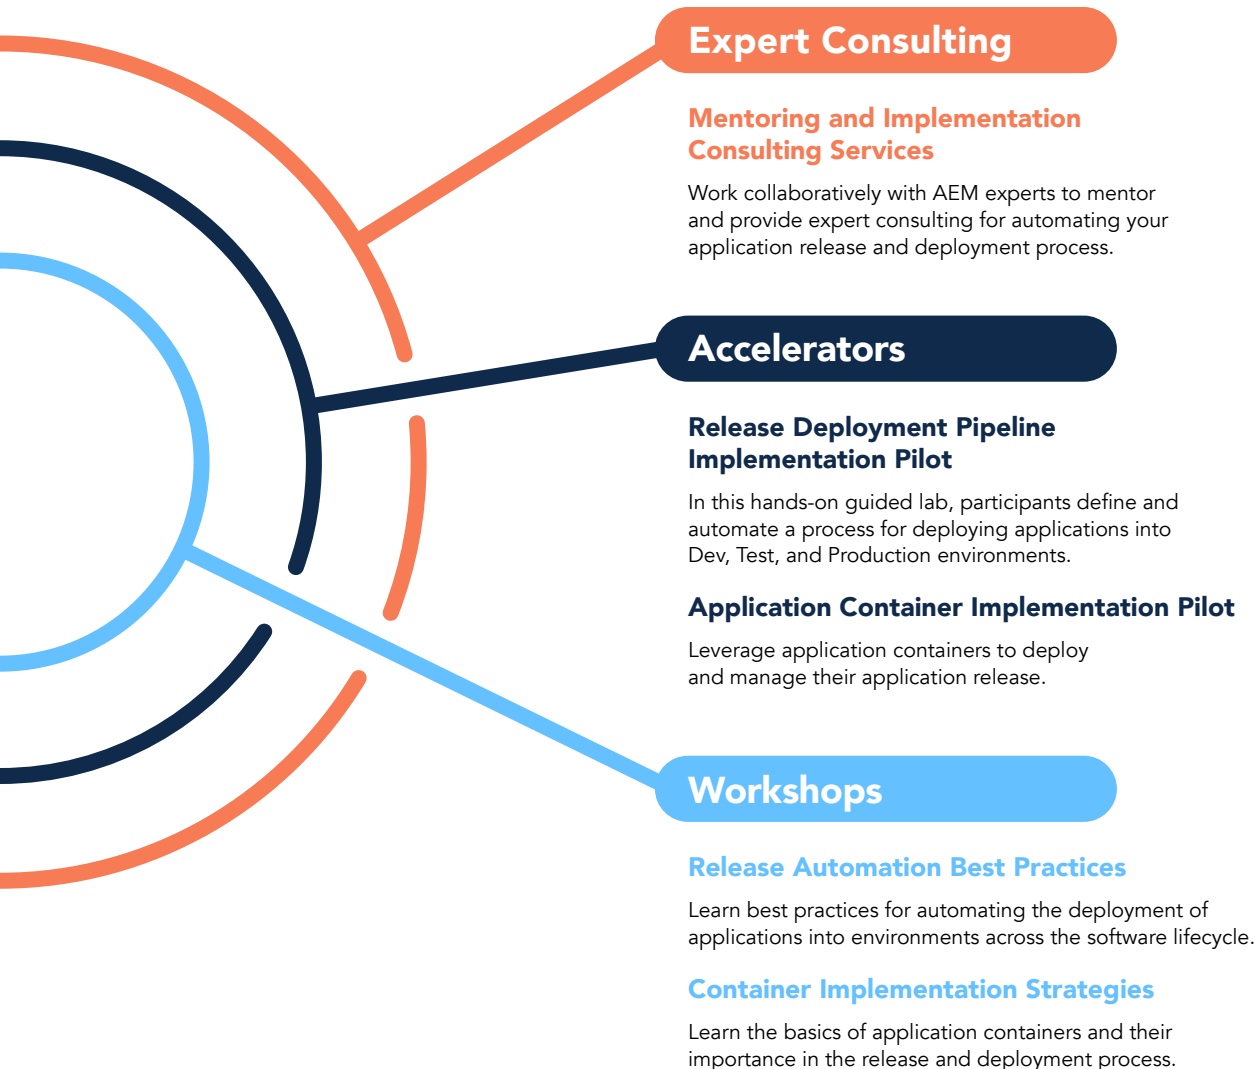 Expert Consulting
Mentoring and Implementation
Consulting Services
Work collaboratively with AEM experts to mentor
and provide expert consulting for automating your
application release and deployment process.
Accelerators
Release Deployment Pipeline
Implementation Pilot
In this hands-on guided lab, participants define and
automate a process for deploying applications into
Dev, Test, and Production environments.
Application Container Implementation Pilot
Leverage application containers to deploy
and manage their application release.
Workshops
Release Automation Best Practices
Learn best practices for automating the deployment of
applications into environments across the software lifecycle.
Container Implementation Strategies
Learn the basics of application containers and their
importance in the release and deployment process.